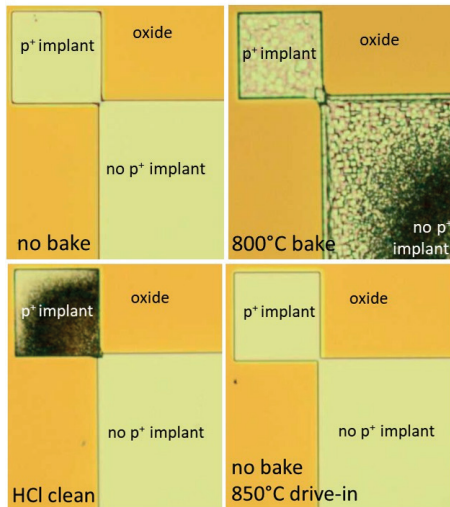 p⁺ implant
oxide
no p⁺ implant
no bake
p⁺ implant
oxide
no p⁺
implant
800°C bake
p⁺ implant
oxide
no p⁺ implant
HCl clean
p⁺ implant
oxide
no p⁺ implant
no bake
850°C drive-in